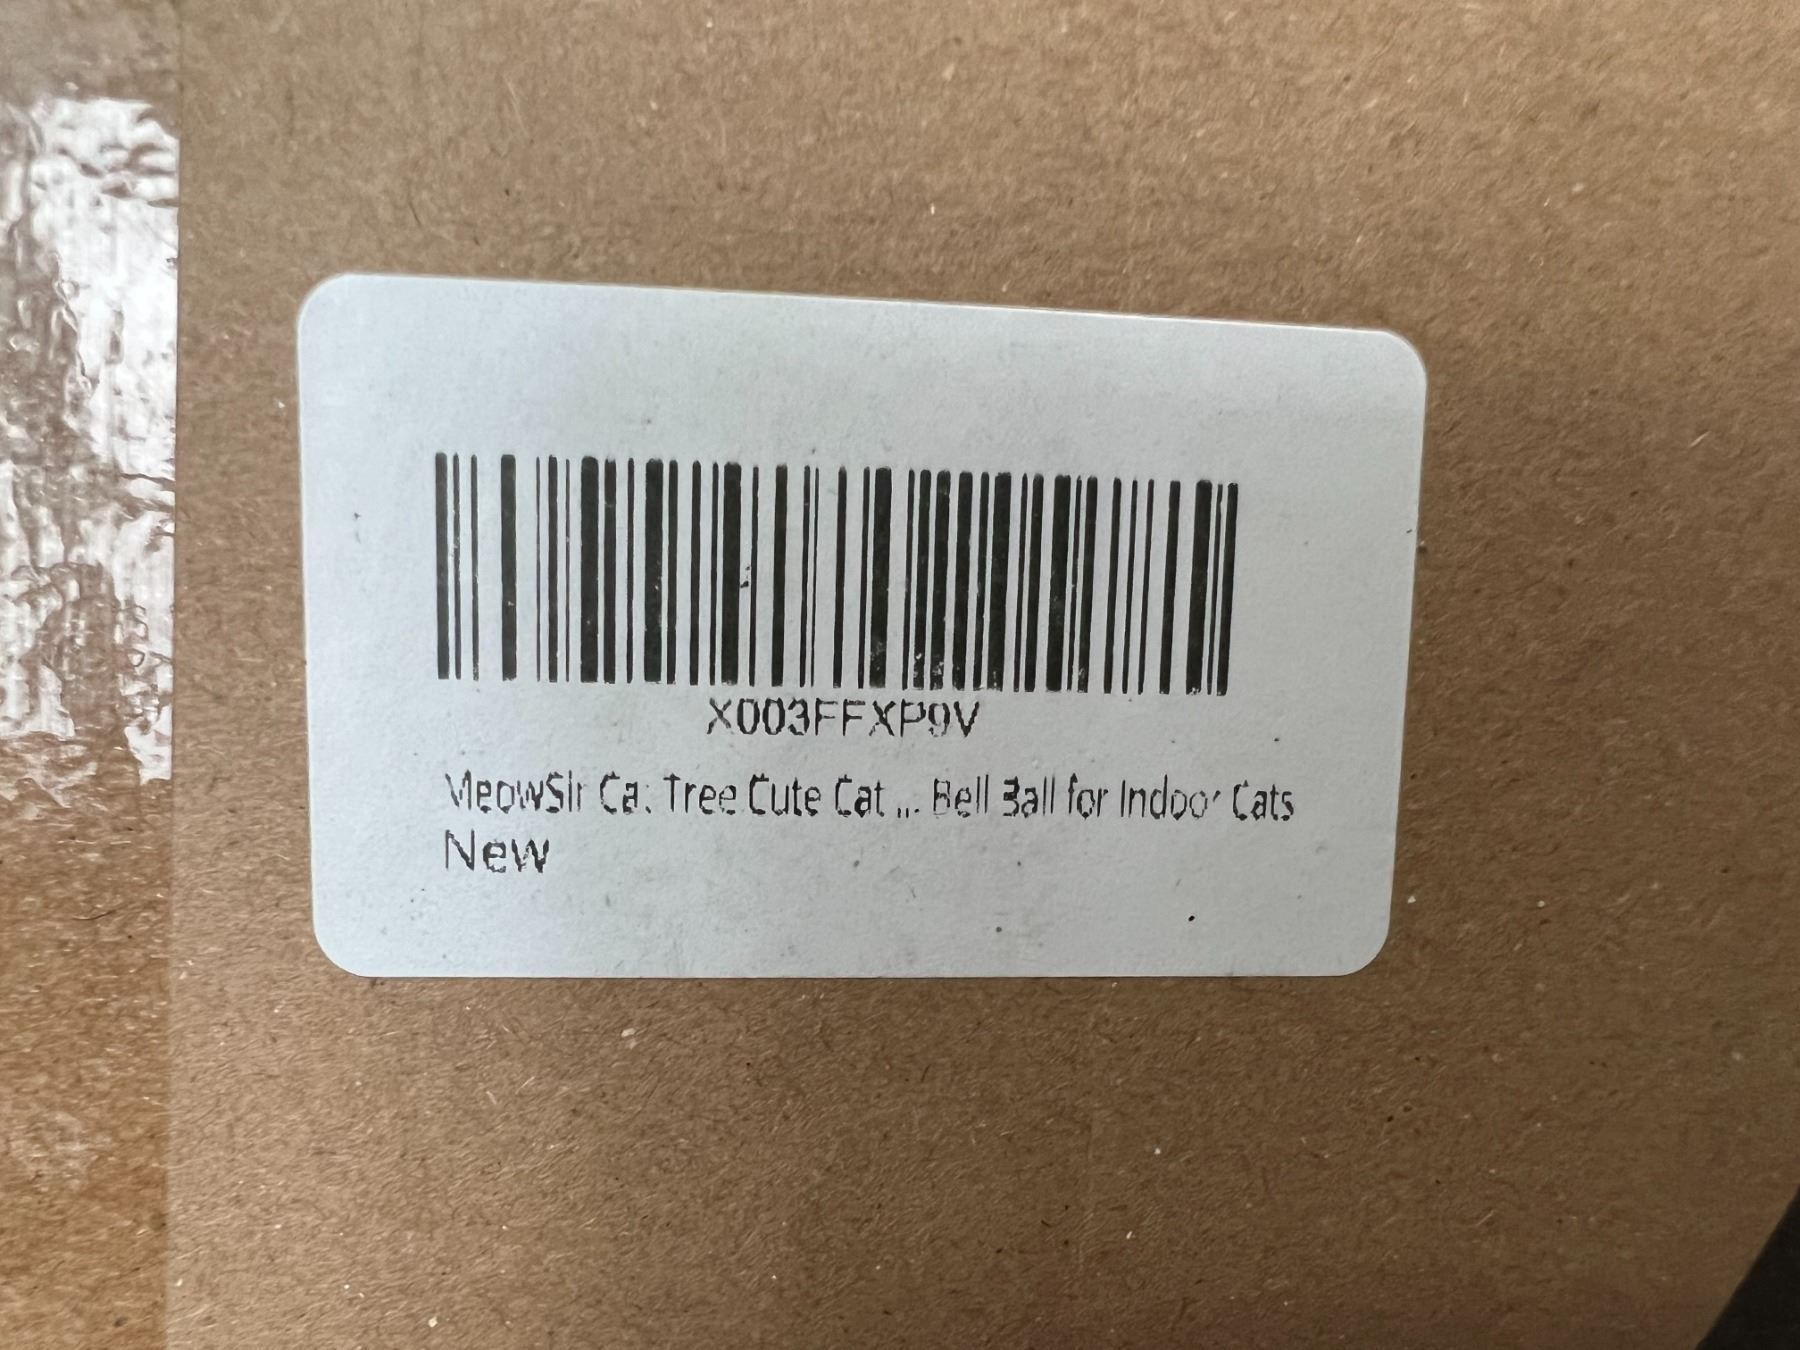 X003FFXP9V
MeowSir Cat Tree Cute Cat ... Bell Ball for Indoor Cats
New